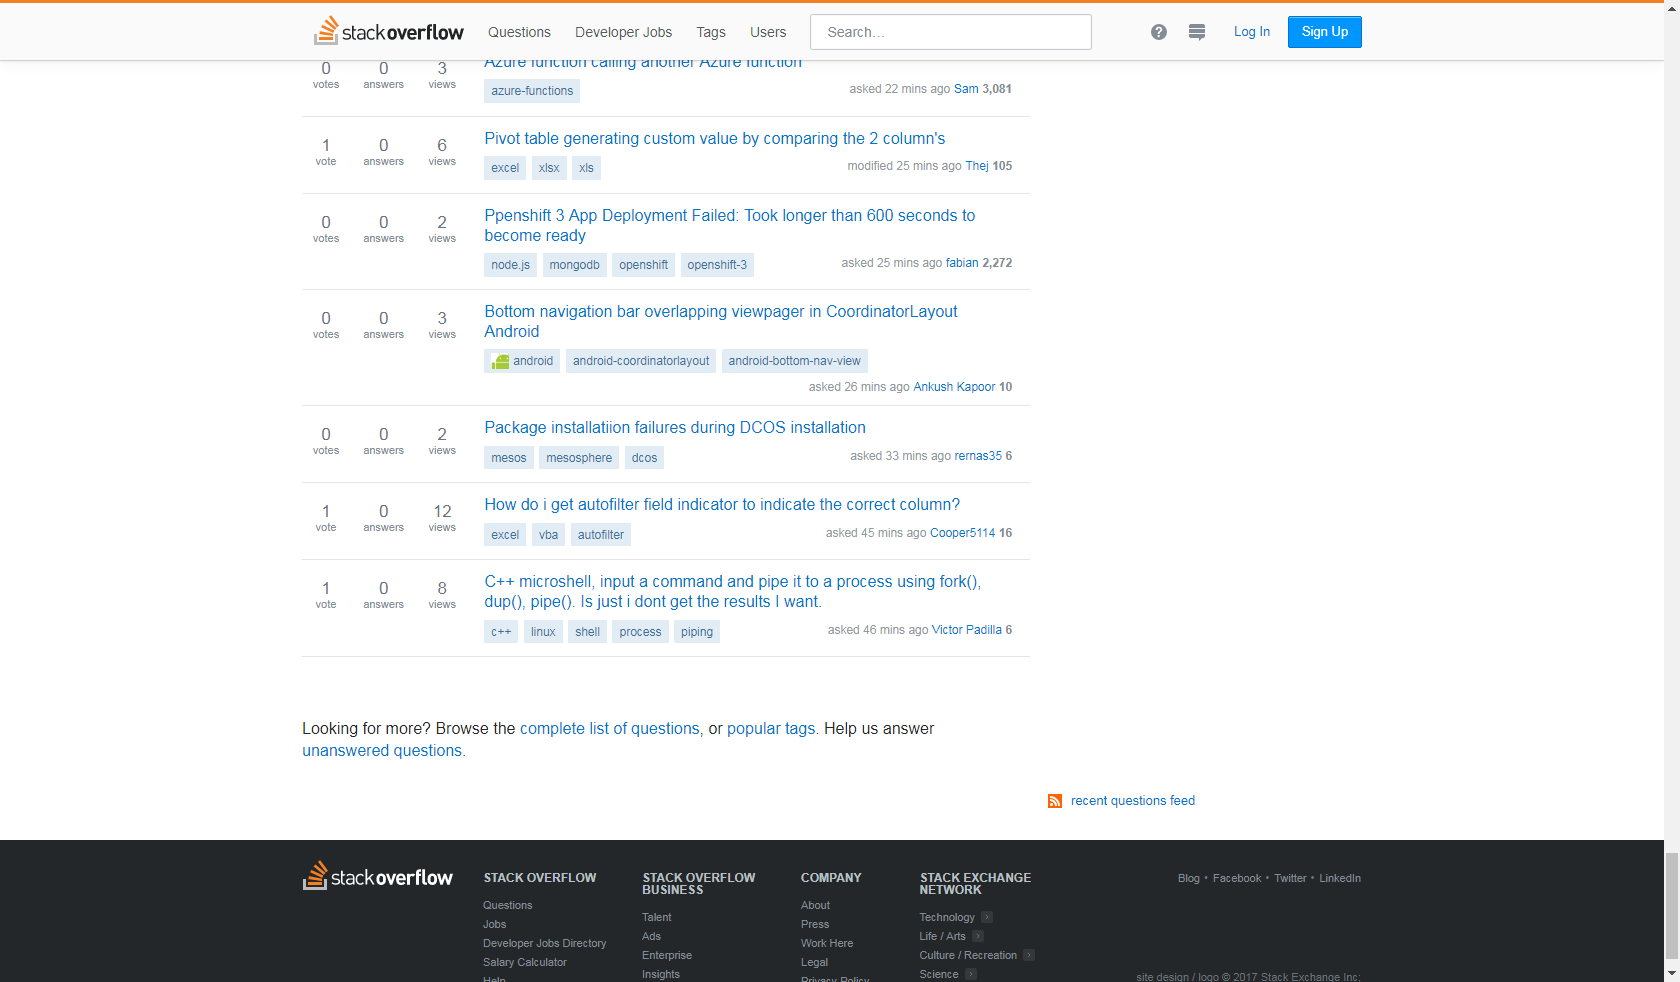 stackoverflow Questions Developer Jobs Tags Users Search... ? Log In Sign Up
0 votes 0 answers 3 views
Azure function calling another Azure function
azure-functions
asked 22 mins ago Sam 3,081
1 vote 0 answers 6 views
Pivot table generating custom value by comparing the 2 column's
excel xlsx xls
modified 25 mins ago Thej 105
0 votes 0 answers 2 views
Ppenshift 3 App Deployment Failed: Took longer than 600 seconds to
become ready
node.js mongodb openshift openshift-3
asked 25 mins ago fabian 2,272
0 votes 0 answers 3 views
Bottom navigation bar overlapping viewpager in CoordinatorLayout
Android
android android-coordinatorlayout android-bottom-nav-view
asked 26 mins ago Ankush Kapoor 10
0 votes 0 answers 2 views
Package installatiion failures during DCOS installation
mesos mesosphere dcos
asked 33 mins ago rernas35 6
1 vote 0 answers 12 views
How do i get autofilter field indicator to indicate the correct column?
excel vba autofilter
asked 45 mins ago Cooper5114 16
1 vote 0 answers 8 views
C++ microshell, input a command and pipe it to a process using fork(),
dup(), pipe(). Is just i dont get the results I want.
c++ linux shell process piping
asked 46 mins ago Victor Padilla 6
Looking for more? Browse the complete list of questions, or popular tags. Help us answer
unanswered questions.
recent questions feed
stackoverflow
STACK OVERFLOW
Questions
Jobs
Developer Jobs Directory
Salary Calculator
Help
STACK OVERFLOW
BUSINESS
Talent
Ads
Enterprise
Insights
COMPANY
About
Press
Work Here
Legal
Privacy Policy
STACK EXCHANGE
NETWORK
Technology
Life / Arts
Culture / Recreation
Science
Blog • Facebook • Twitter • LinkedIn
site design / logo © 2017 Stack Exchange Inc;